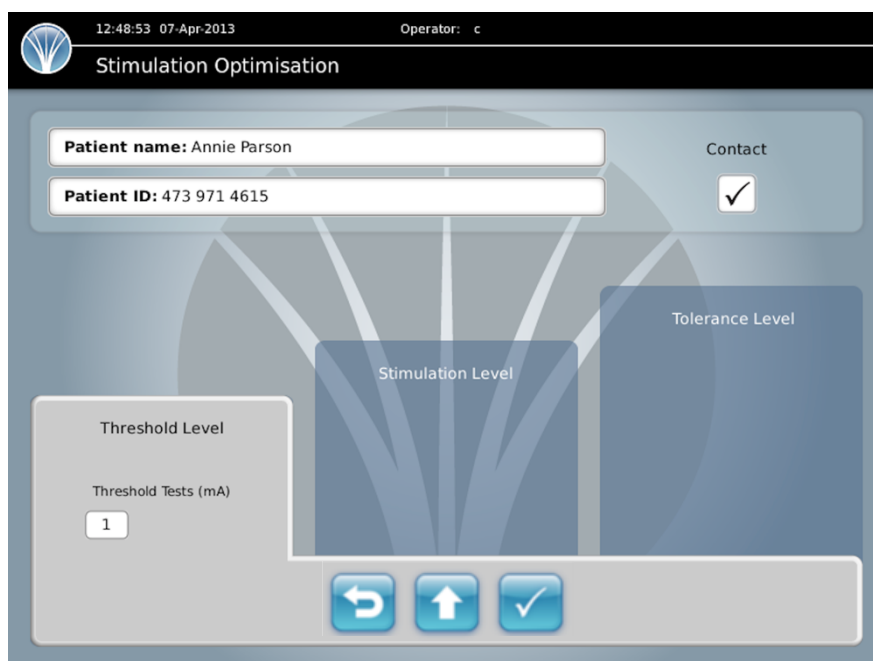 12:48:53 07-Apr-2013 Operator: c
Stimulation Optimisation
Patient name: Annie Parson
Contact
Patient ID: 473 971 4615
Tolerance Level
Stimulation Level
Threshold Level
Threshold Tests (mA)
1